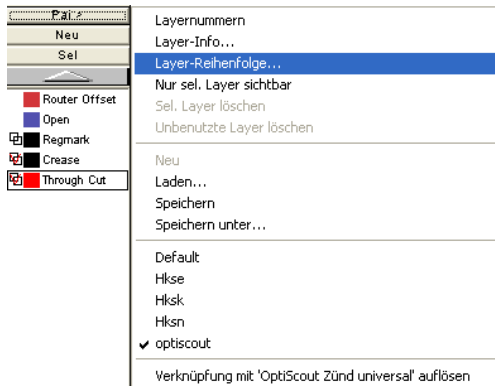 Neu
Sel
Router Offset
Open
Regmark
Crease
Through Cut
Layernummern
Layer-Info...
Layer-Reihenfolge...
Nur sel. Layer sichtbar
Sel. Layer löschen
Unbenutzte Layer löschen
Neu
Laden...
Speichern
Speichern unter...
Default
Hkse
Hksk
Hksn
optiscout
Verknüpfung mit 'OptiScout Zünd universal' auflösen